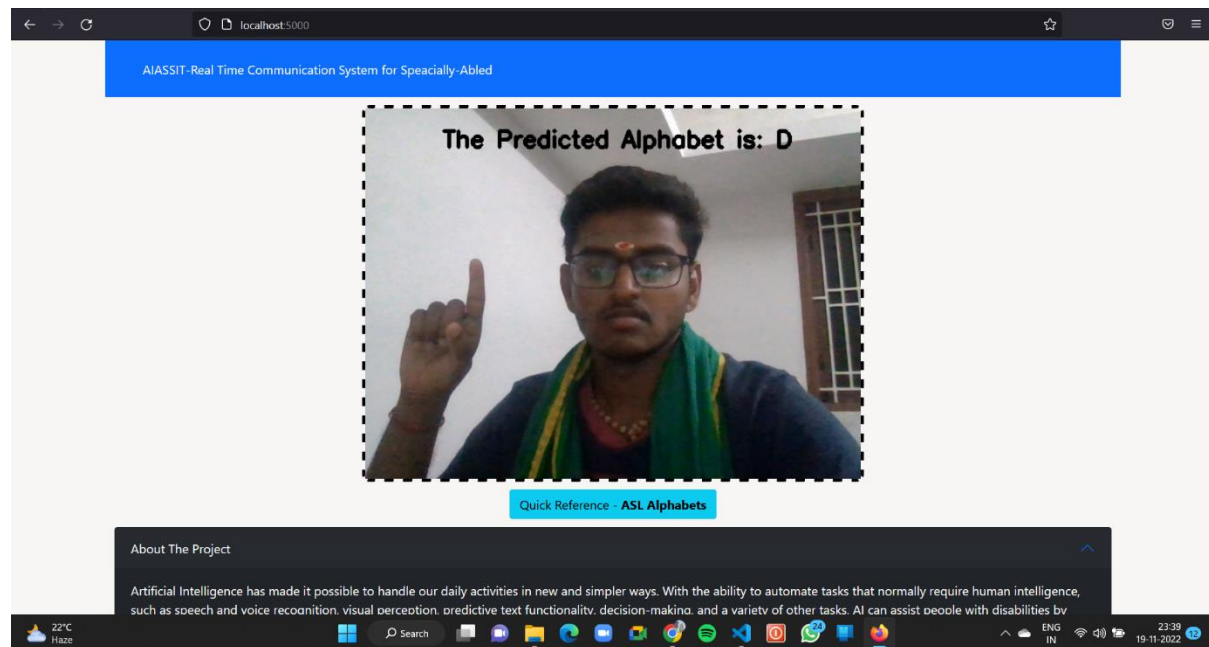 localhost:5000
AIASSIT-Real Time Communication System for Speacially-Abled
The Predicted Alphabet is: D
Quick Reference - ASL Alphabets
About The Project
Artificial Intelligence has made it possible to handle our daily activities in new and simpler ways. With the ability to automate tasks that normally require human intelligence,
such as speech and voice recognition, visual perception, predictive text functionality, decision-making, and a variety of other tasks. AI can assist people with disabilities by
22°C
Haze
Search
24
ENG
IN
23:39
19-11-2022
12